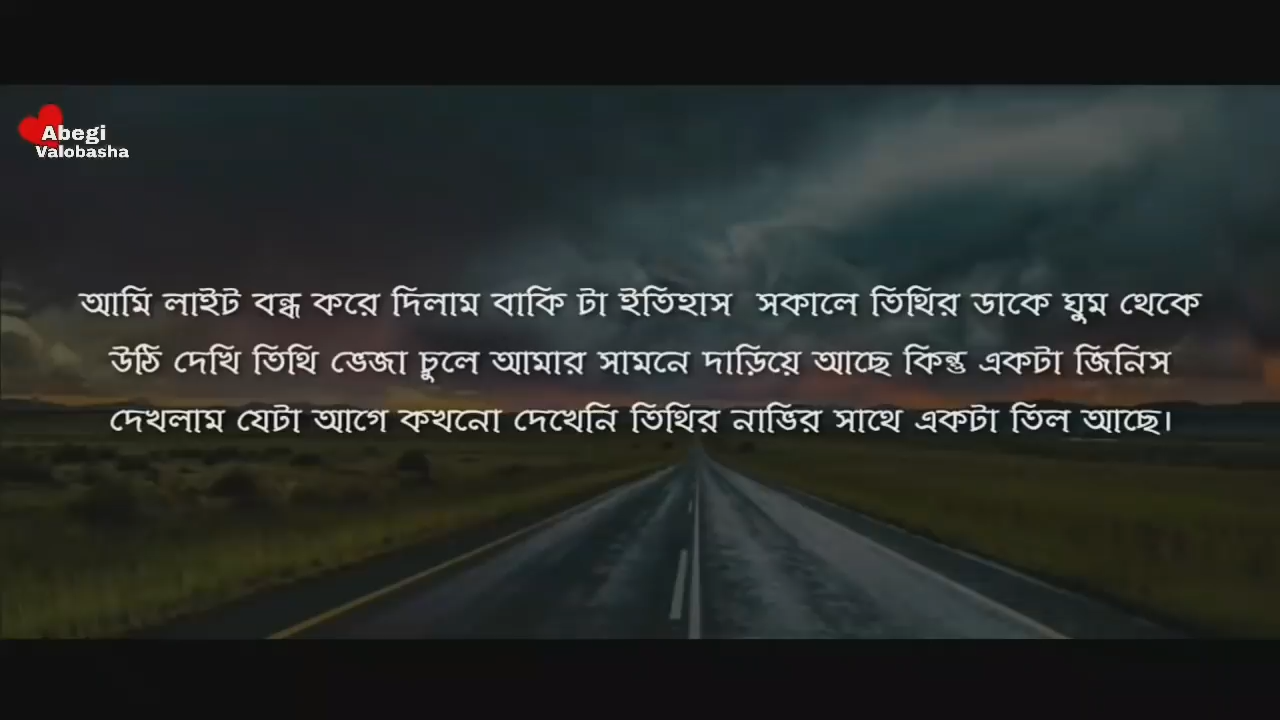 Abegi
Valobasha
আমি লাইট বন্ধ করে দিলাম বাকি টা ইতিহাস সকালে তিথির ডাকে ঘুম থেকে
উঠি দেখি তিথি ভেজা চুলে আমার সামনে দাড়িয়ে আছে কিন্তু একটা জিনিস
দেখলাম যেটা আগে কখনো দেখেনি তিথির নাভির সাথে একটা তিল আছে।